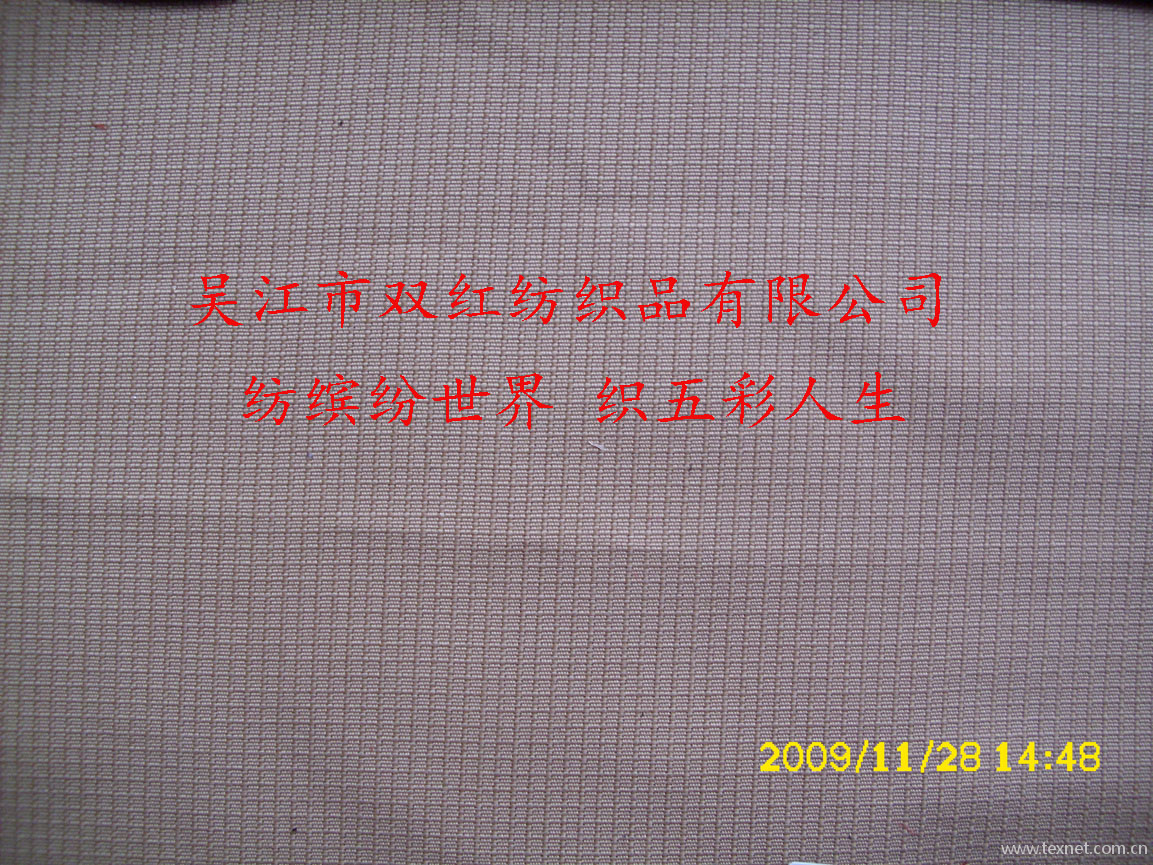 吴江市双红纺织品有限公司
纺缤纷世界 织五彩人生
2009/11/28 14:48
www.texnet.com.cn